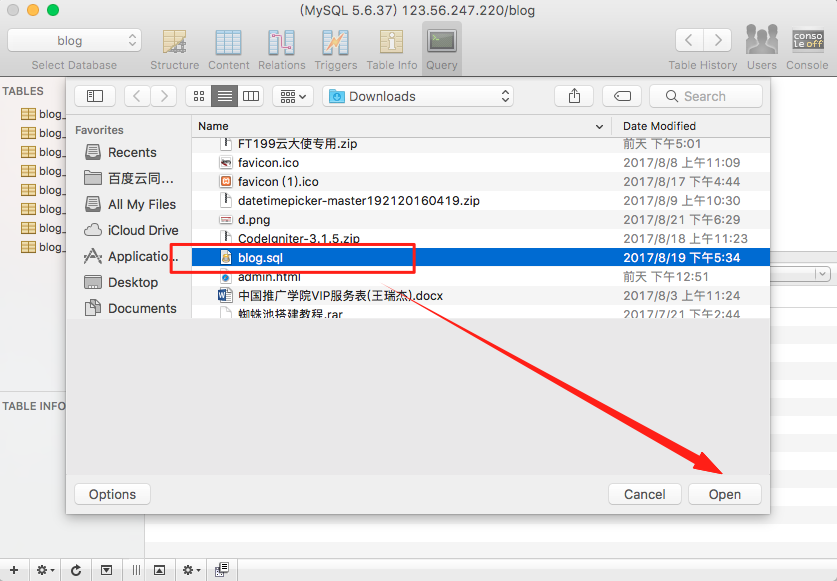 (MySQL 5.6.37) 123.56.247.220/blog
blog
Select Database
Structure
Content
Relations
Triggers
Table Info
Query
Table History
Users
conso
le off
Console
TABLES
blog_
blog_
blog_
blog_
blog_
blog_
blog_
blog_
TABLE INFO
Downloads
Search
Favorites
Recents
百度云同...
All My Files
iCloud Drive
Applicatio...
Desktop
Documents
Name Date Modified
FT199云大使专用.zip 前天 下午5:01
favicon.ico 2017/8/8 上午11:09
favicon (1).ico 2017/8/17 下午4:44
datetimepicker-master192120160419.zip 2017/8/9 上午10:30
d.png 2017/8/21 下午6:29
CodeIgniter-3.1.5.zip 2017/8/18 上午11:23
blog.sql 2017/8/19 下午5:34
admin.html 前天 下午12:51
中国推广学院VIP服务表(王瑞杰).docx 2017/8/3 上午11:24
蜘蛛池搭建教程.rar 2017/7/21 下午2:44
Options
Cancel
Open